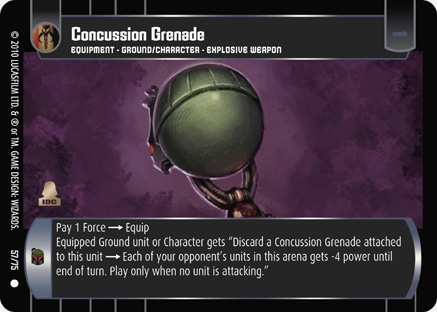 Concussion Grenade
EQUIPMENT - GROUND/CHARACTER - EXPLOSIVE WEAPON
© 2010 LUCASFILM LTD. & ® or TM. GAME DESIGN: WIZARDS.
57/75
IDC
Pay 1 Force → Equip
Equipped Ground unit or Character gets “Discard a Concussion Grenade attached
to this unit → Each of your opponent's units in this arena gets -4 power until
end of turn. Play only when no unit is attacking.”